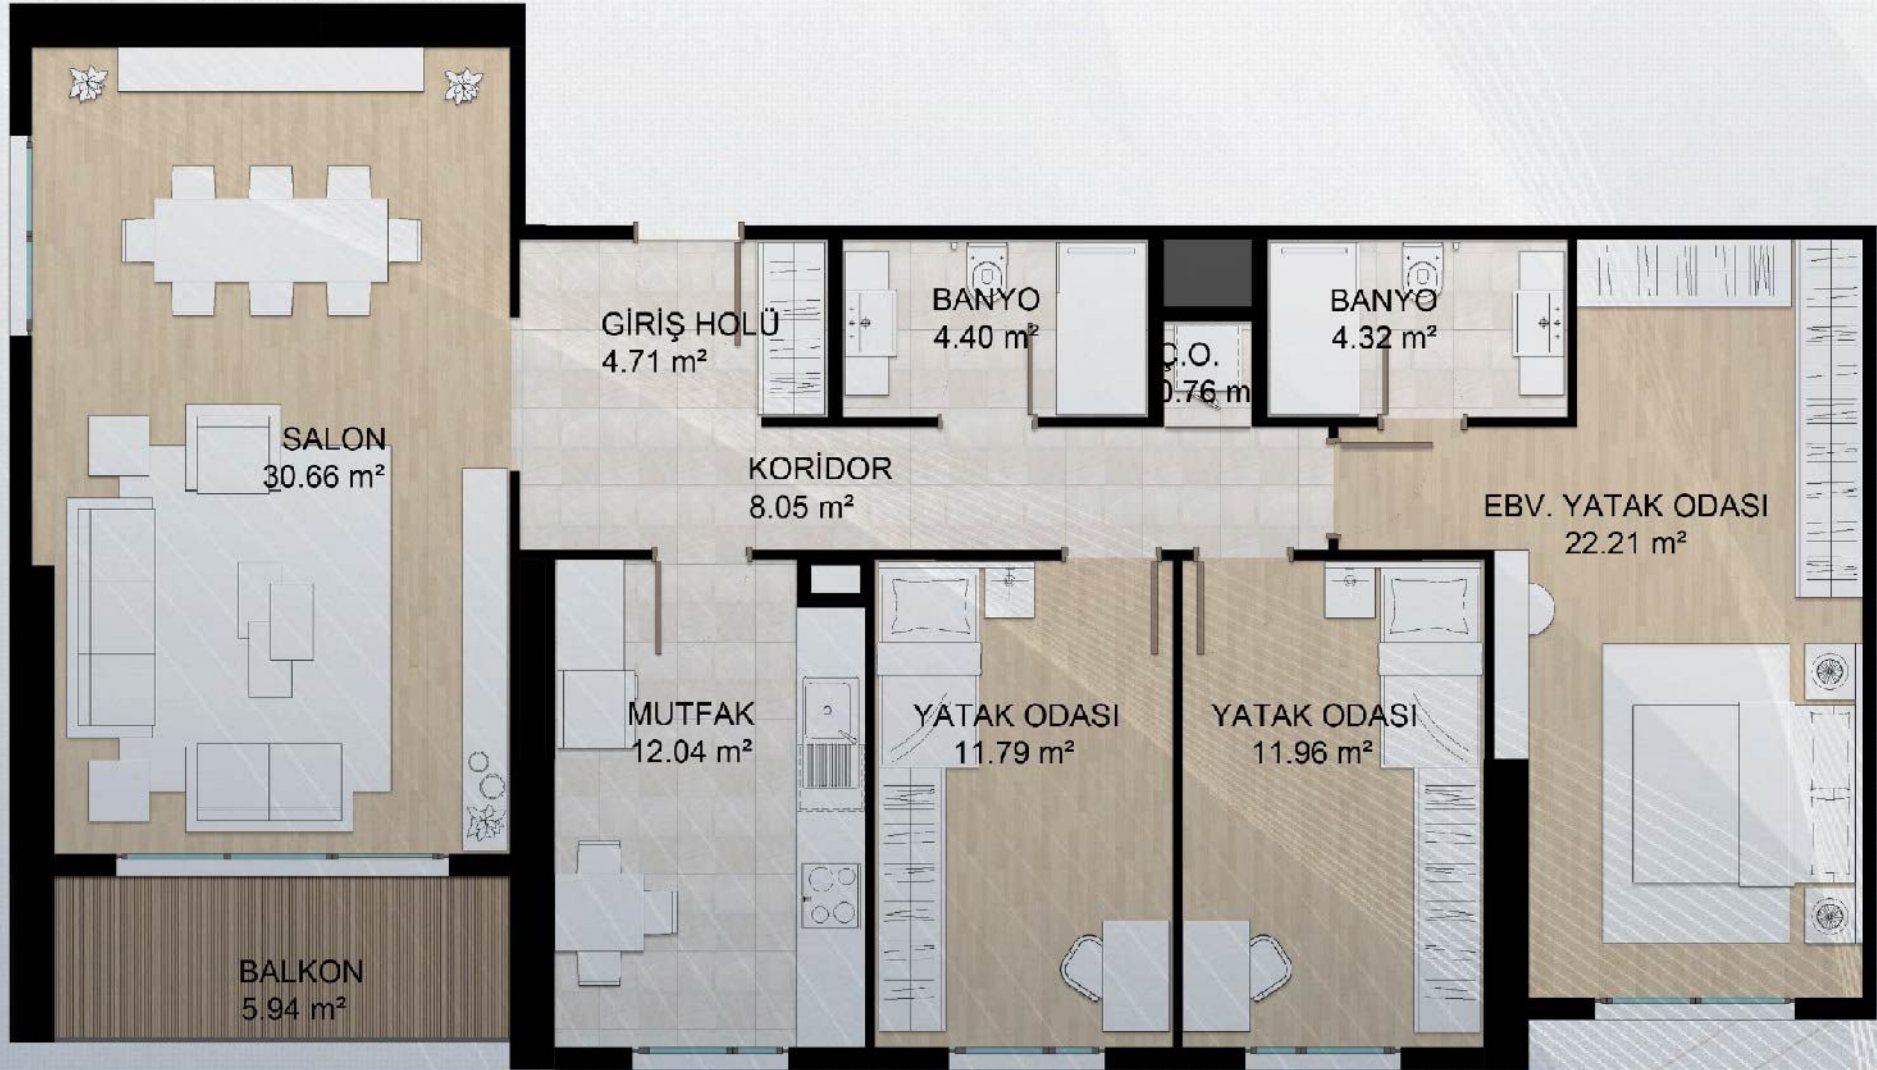 GİRİŞ HOLÜ
4.71 m²
BANYO
4.40 m²
BANYO
4.32 m²
Ç.O.
0.76 m
SALON
30.66 m²
KORİDOR
8.05 m²
EBV. YATAK ODASI
22.21 m²
MUTFAK
12.04 m²
YATAK ODASI
11.79 m²
YATAK ODASI
11.96 m²
BALKON
5.94 m²